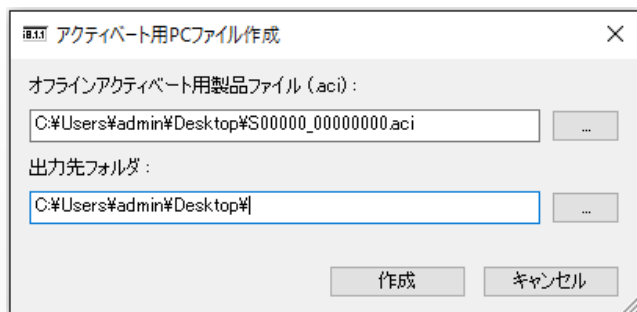 アクティベート用PCファイル作成
オフラインアクティベート用製品ファイル (.aci) :
C:¥Users¥admin¥Desktop¥S00000_00000000.aci
...
出力先フォルダ :
C:¥Users¥admin¥Desktop¥
...
作成
キャンセル